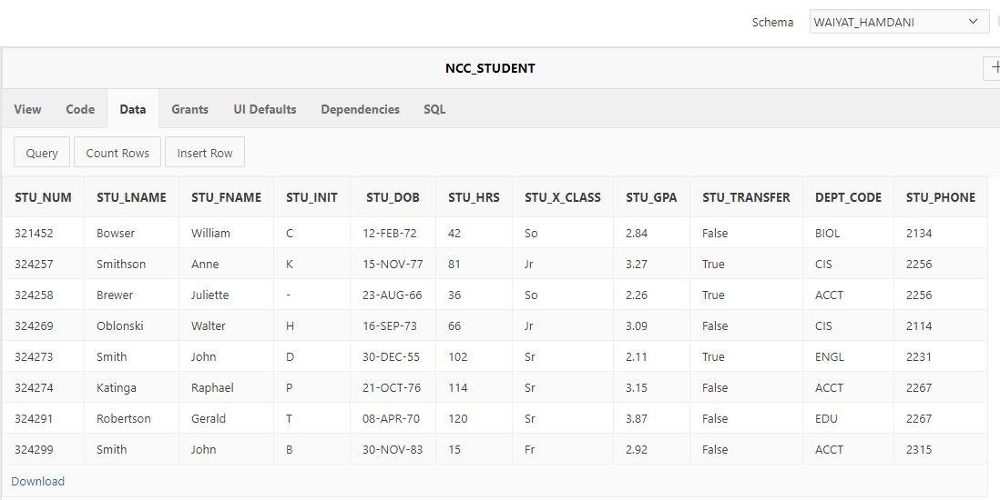 Schema WAIYAT_HAMDANI
NCC_STUDENT
View Code Data Grants UI Defaults Dependencies SQL
Query Count Rows Insert Row
STU_NUM STU_LNAME STU_FNAME STU_INIT STU_DOB STU_HRS STU_X_CLASS STU_GPA STU_TRANSFER DEPT_CODE STU_PHONE
321452 Bowser William C 12-FEB-72 42 So 2.84 False BIOL 2134
324257 Smithson Anne K 15-NOV-77 81 Jr 3.27 True CIS 2256
324258 Brewer Juliette - 23-AUG-66 36 So 2.26 True ACCT 2256
324269 Oblonski Walter H 16-SEP-73 66 Jr 3.09 False CIS 2114
324273 Smith John D 30-DEC-55 102 Sr 2.11 True ENGL 2231
324274 Katinga Raphael P 21-OCT-76 114 Sr 3.15 False ACCT 2267
324291 Robertson Gerald T 08-APR-70 120 Sr 3.87 False EDU 2267
324299 Smith John B 30-NOV-83 15 Fr 2.92 False ACCT 2315
Download